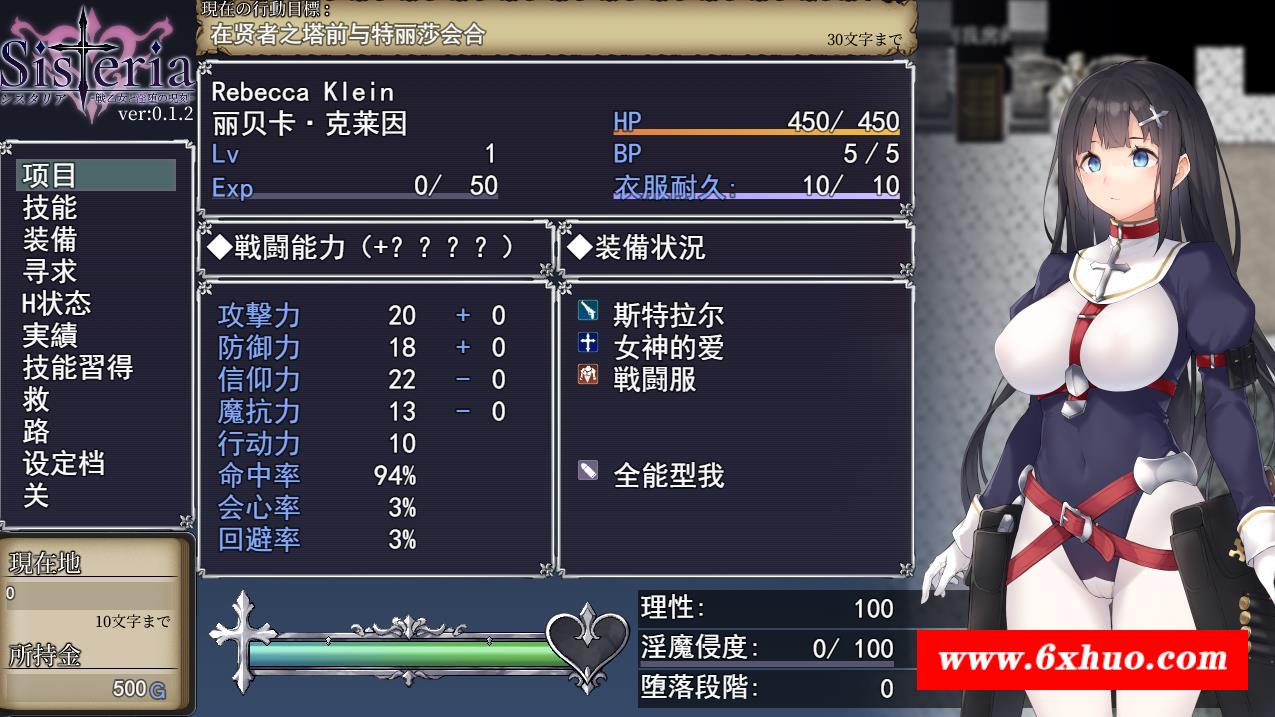 Sisteria
シスタリア
ver:0.1.2
現在の行動目標:
在贤者之塔前与特丽莎会合
30文字まで
Rebecca Klein
丽贝卡・克莱因
Lv 1
Exp 0/ 50
HP 450/ 450
BP 5/5
衣服耐久: 10/ 10
项目
技能
装備
寻求
H状态
実績
技能習得
救
路
设定档
关
◆戦闘能力(+????)
◆装備状況
攻撃力 20 + 0
防御力 18 + 0
信仰力 22 - 0
魔抗力 13 - 0
行动力 10
命中率 94%
会心率 3%
回避率 3%
斯特拉尔
女神的爱
戦闘服
全能型我
現在地
0
10文字まで
所持金
500G
理性: 100
淫魔侵度: 0/ 100
堕落段階: 0
www.6xhuo.com